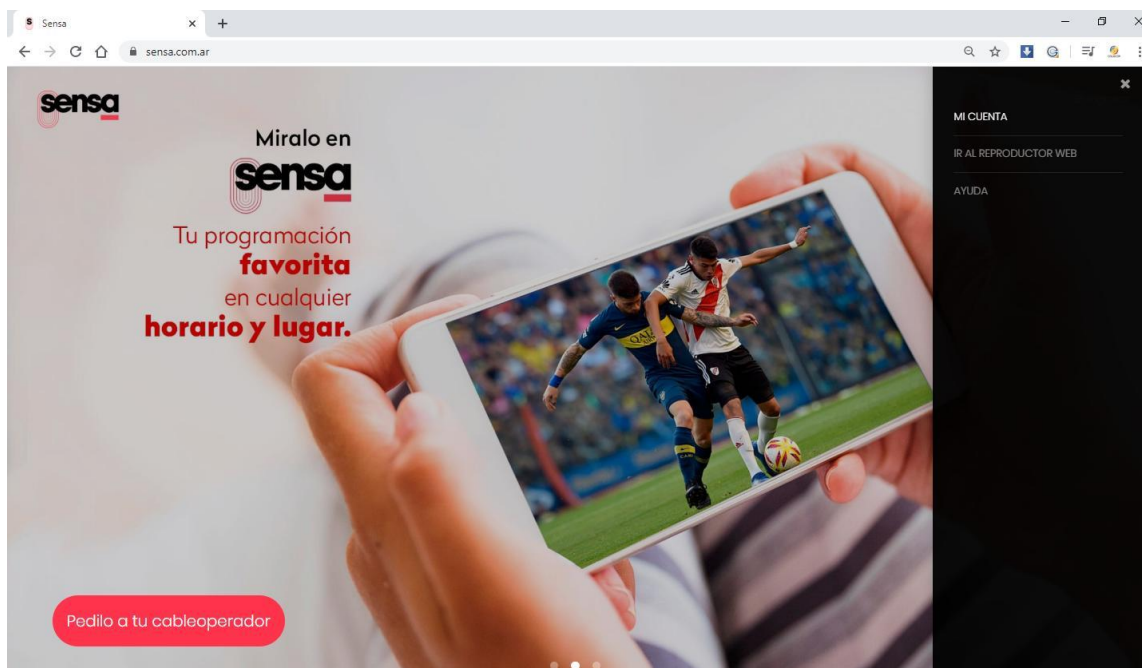 Sensa
sensa.com.ar
sensa
Miralo en
sensa
Tu programación
favorita
en cualquier
horario y lugar.
Pedilo a tu cableoperador
MI CUENTA
IR AL REPRODUCTOR WEB
AYUDA
QATAR